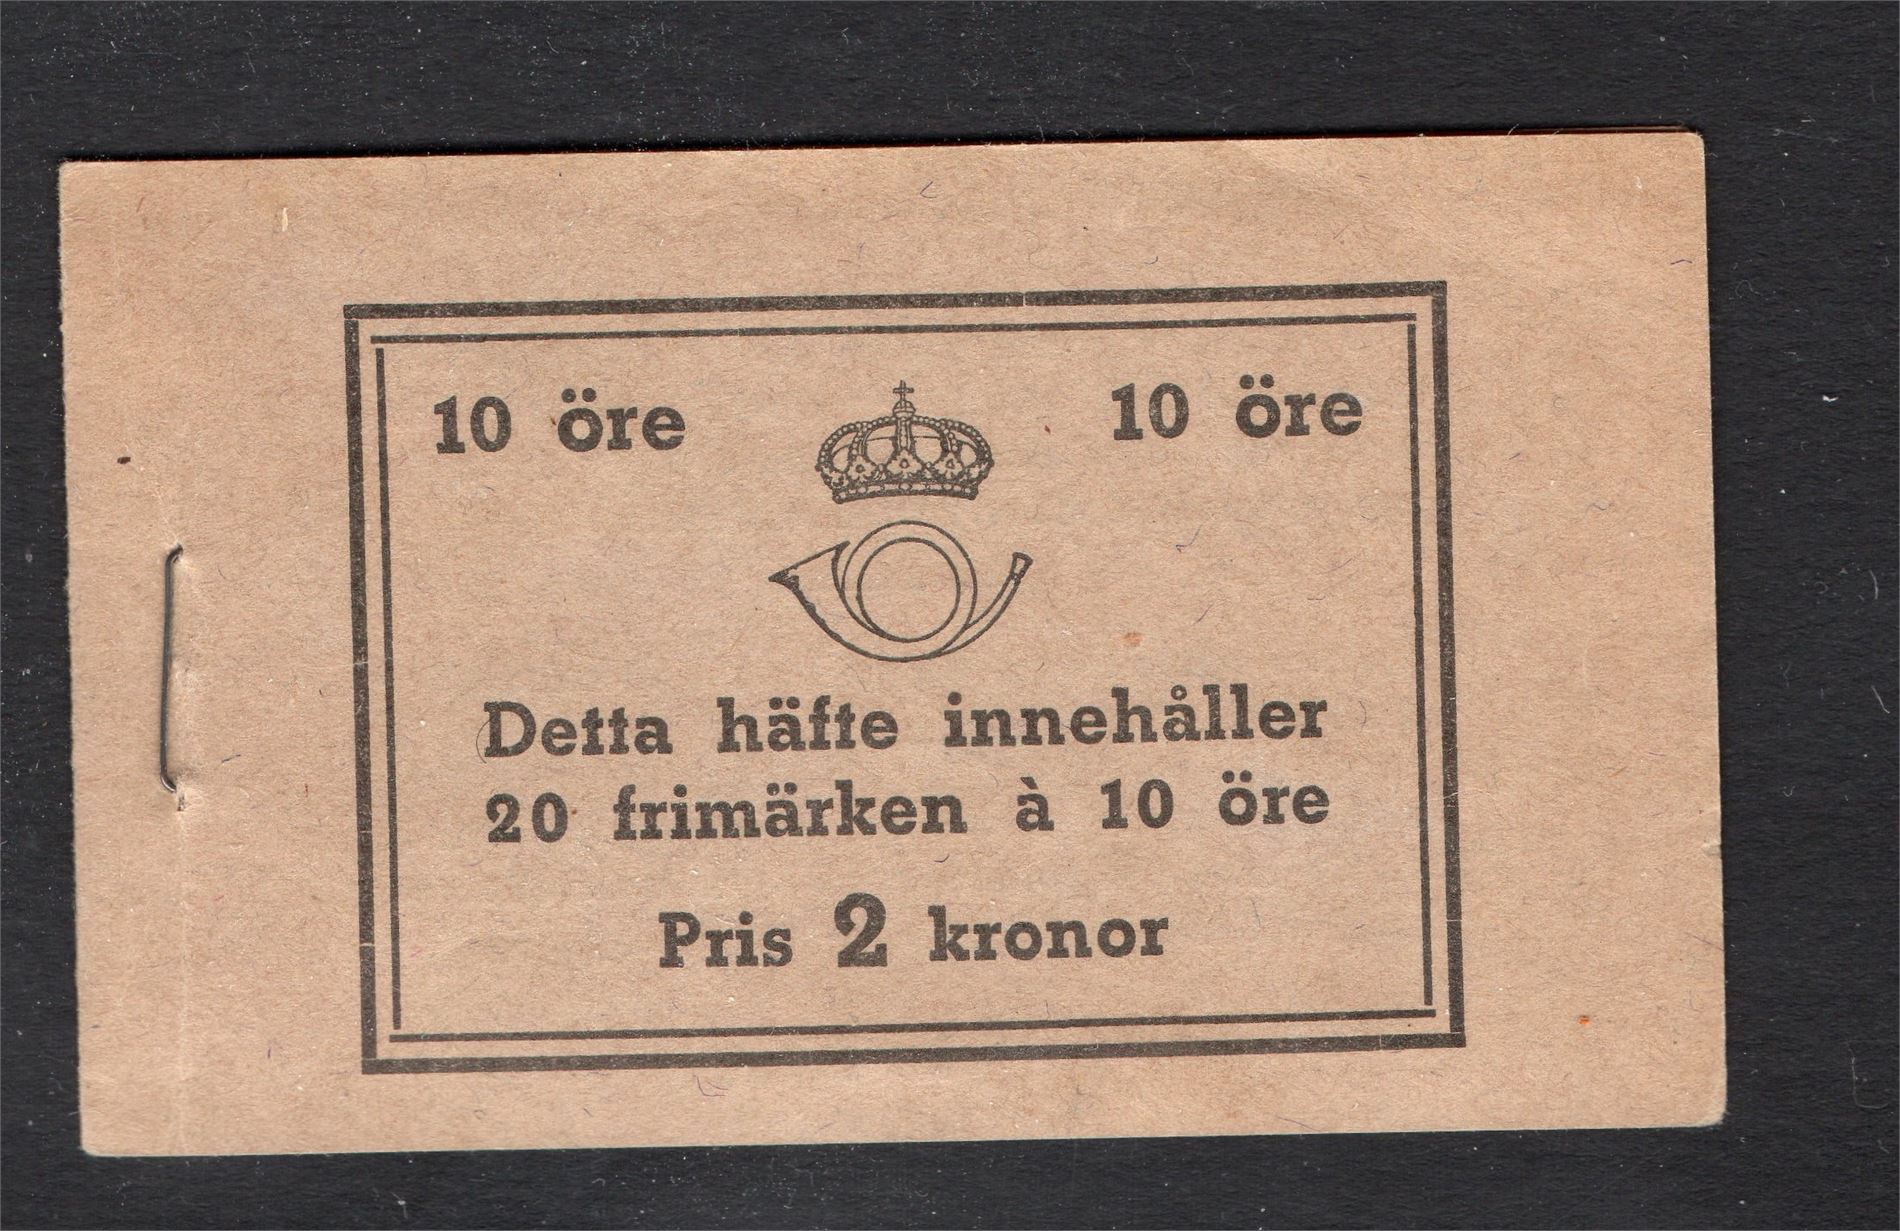 10 öre 10 öre
Detta häfte innehåller
20 frimärken à 10 öre
Pris 2 kronor